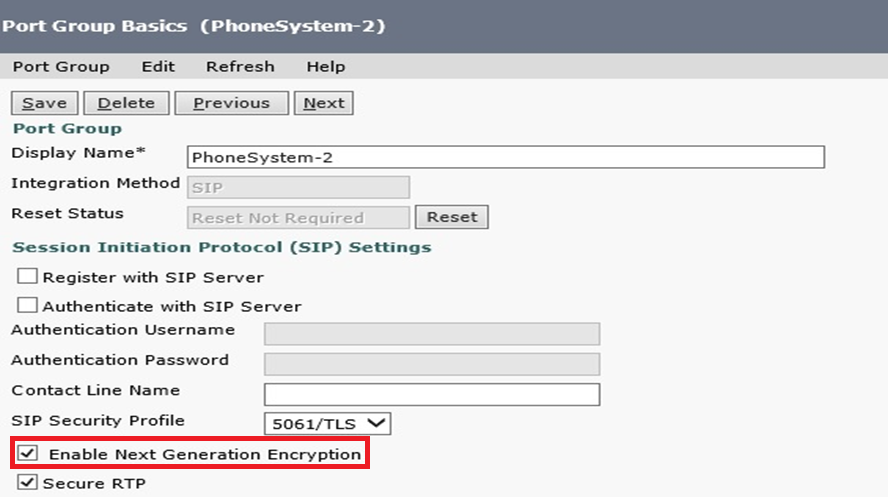 Port Group Basics (PhoneSystem-2)
Port Group Edit Refresh Help
Save Delete Previous Next
Port Group
Display Name* PhoneSystem-2
Integration Method SIP
Reset Status Reset Not Required Reset
Session Initiation Protocol (SIP) Settings
Register with SIP Server
Authenticate with SIP Server
Authentication Username
Authentication Password
Contact Line Name
SIP Security Profile 5061/TLS
Enable Next Generation Encryption
Secure RTP